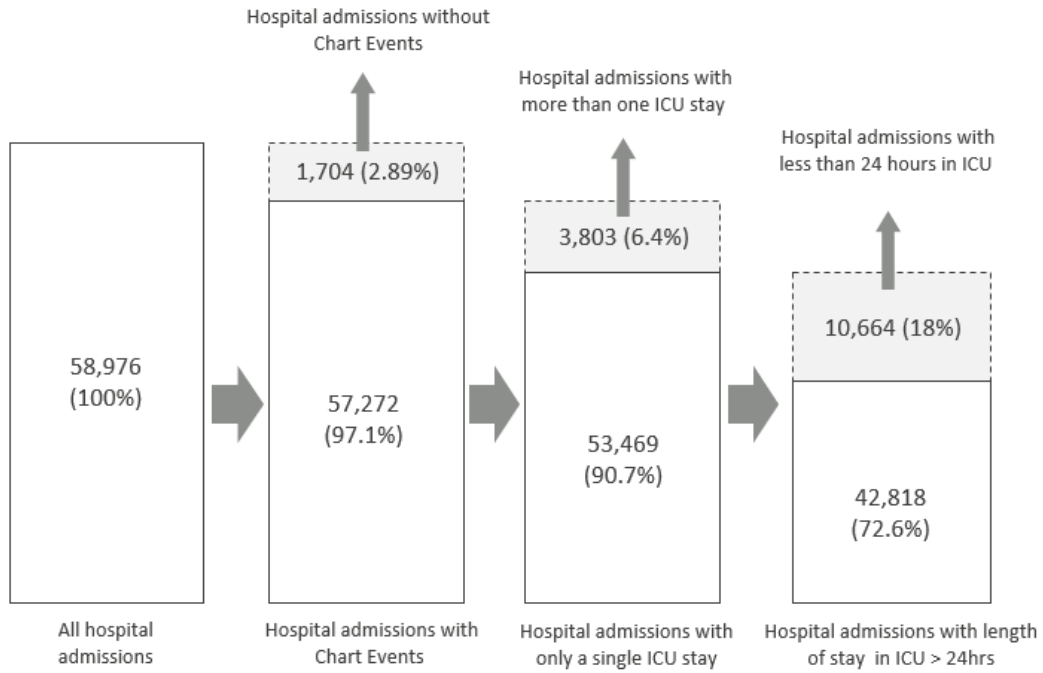 Hospital admissions without
Chart Events
Hospital admissions with
more than one ICU stay
Hospital admissions with
less than 24 hours in ICU
1,704 (2.89%)
3,803 (6.4%)
10,664 (18%)
58,976
(100%)
57,272
(97.1%)
53,469
(90.7%)
42,818
(72.6%)
All hospital
admissions
Hospital admissions with
Chart Events
Hospital admissions with
only a single ICU stay
Hospital admissions with length
of stay in ICU > 24hrs